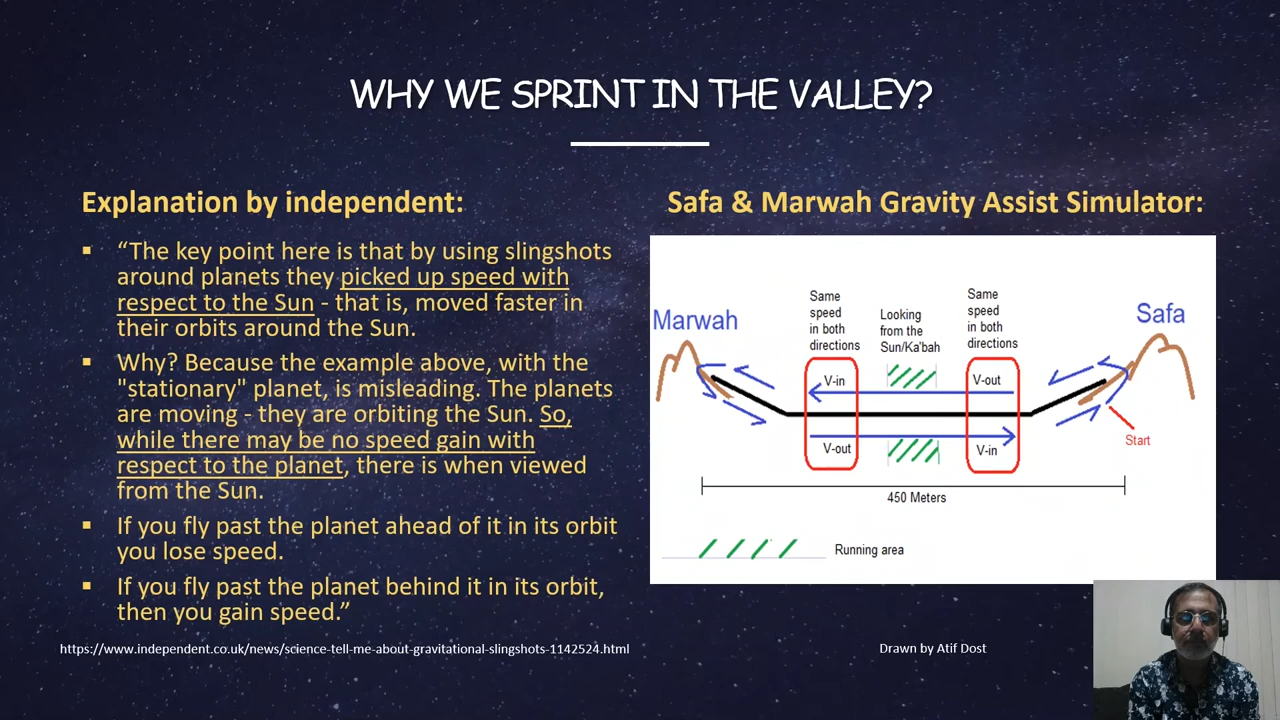 WHY WE SPRINT IN THE VALLEY?
Explanation by independent:
▪ “The key point here is that by using slingshots
around planets they picked up speed with
respect to the Sun - that is, moved faster in
their orbits around the Sun.
▪ Why? Because the example above, with the
"stationary" planet, is misleading. The planets
are moving - they are orbiting the Sun. So,
while there may be no speed gain with
respect to the planet, there is when viewed
from the Sun.
▪ If you fly past the planet ahead of it in its orbit
you lose speed.
▪ If you fly past the planet behind it in its orbit,
then you gain speed.”
https://www.independent.co.uk/news/science-tell-me-about-gravitational-slingshots-1142524.html
Safa & Marwah Gravity Assist Simulator:
Marwah
Same
speed
in both
directions
Looking
from the
Sun/Ka'bah
Same
speed
in both
directions
Safa
V-in
V-out
V-out
V-in
Start
450 Meters
Running area
Drawn by Atif Dost